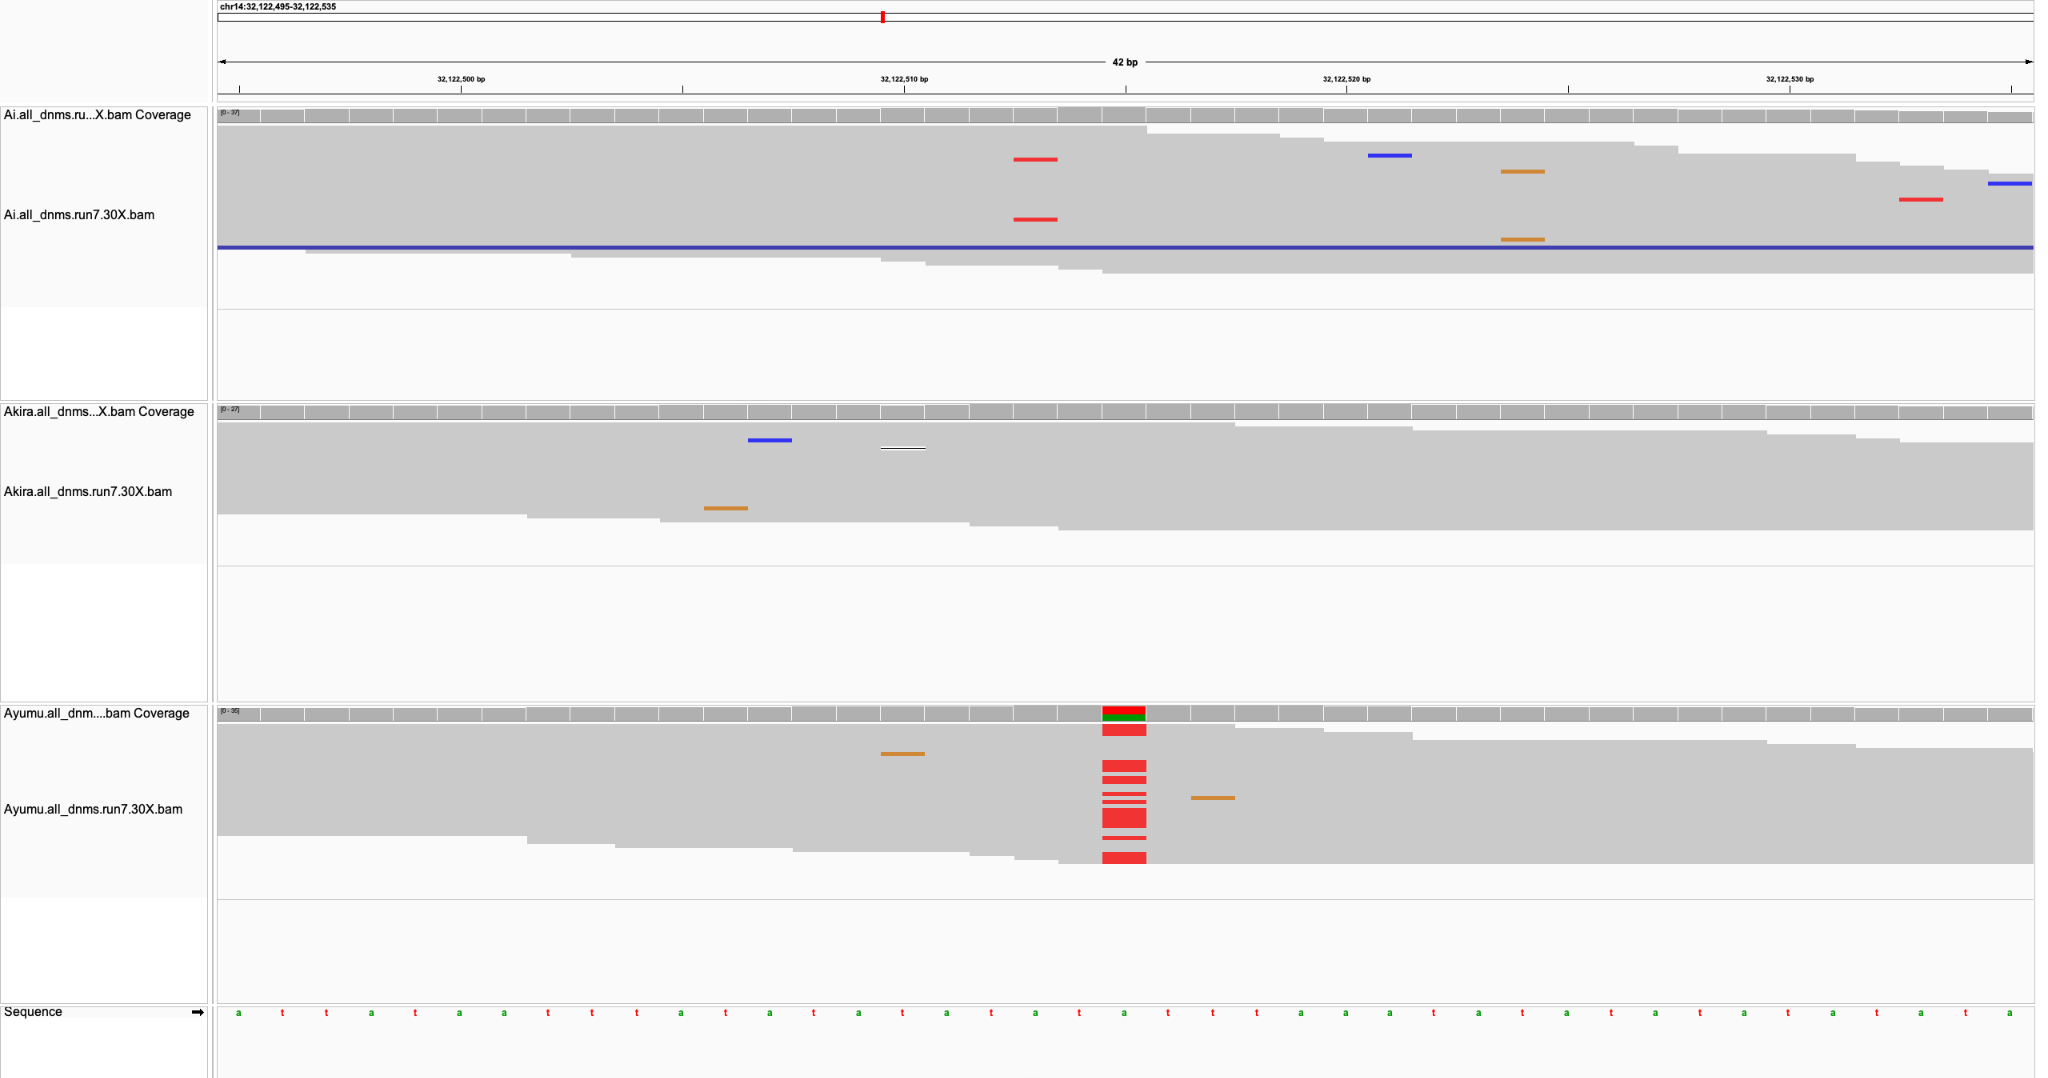 chr14:32,122,495-32,122,535
42 bp
32,122,500 bp 32,122,510 bp 32,122,520 bp 32,122,530 bp
Ai.all_dnms.ru...X.bam Coverage
[0 - 37]
Ai.all_dnms.run7.30X.bam
Akira.all_dnms...X.bam Coverage
[0 - 27]
Akira.all_dnms.run7.30X.bam
Ayumu.all_dnm....bam Coverage
[0 - 35]
Ayumu.all_dnms.run7.30X.bam
Sequence a t t a t a a t t t a t a t a t a t a t a t t t a a a t a t a t a t a t a t a t a